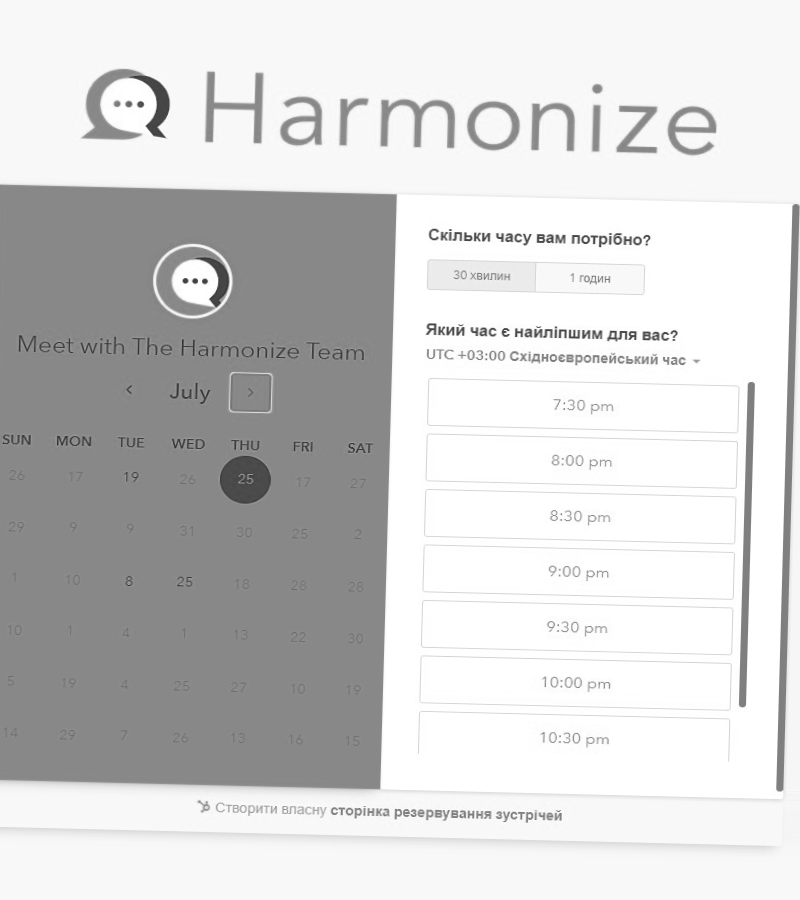 Harmonize
Meet with The Harmonize Team
July
SUN MON TUE WED THU FRI SAT
26 17 19 26 25 17 27
29 9 9 31 30 25 2
1 10 8 25 18 28 28
10 1 4 1 13 22 30
5 19 4 25 27 10 19
14 29 7 26 13 16 15
Скільки часу вам потрібно?
30 хвилин 1 годин
Який час є найліпшим для вас?
UTC +03:00 Східноєвропейський час
7:30 pm
8:00 pm
8:30 pm
9:00 pm
9:30 pm
10:00 pm
10:30 pm
Створити власну сторінка резервування зустрічей